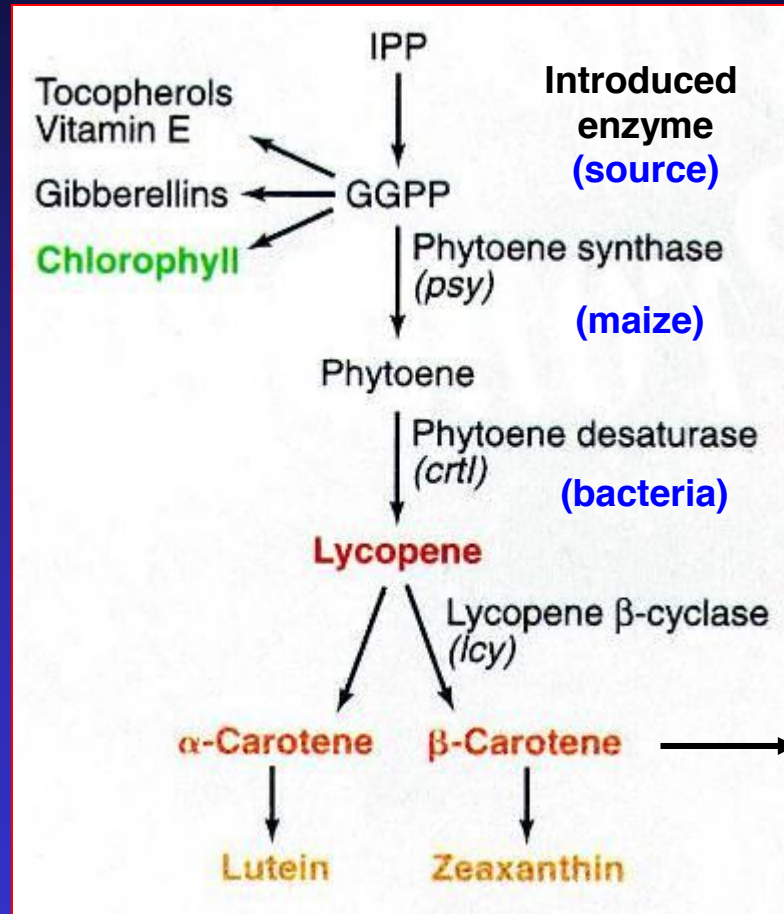 IPP
Introduced
enzyme
(source)
Tocopherols
Vitamin E
Gibberellins
GGPP
Chlorophyll
Phytoene synthase
(psy)
(maize)
Phytoene
Phytoene desaturase
(crtI)
(bacteria)
Lycopene
Lycopene β-cyclase
(lcy)
α-Carotene
β-Carotene
Lutein
Zeaxanthin